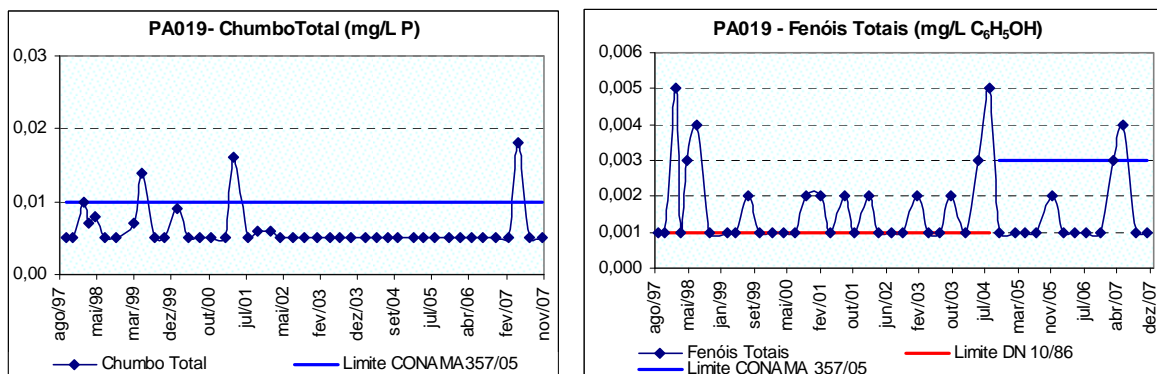 PA019- ChumboTotal (mg/L P)
0,03
0,02
0,01
0,00
ago/97
mai/98
mar/99
dez/99
out/00
jul/01
mai/02
fev/03
dez/03
set/04
jul/05
abr/06
fev/07
nov/07
Chumbo Total
Limite CONAMA357/05
PA019 - Fenóis Totais (mg/L C₆H₅OH)
0,006
0,005
0,004
0,003
0,002
0,001
0,000
ago/97
mai/98
jan/99
set/99
mai/00
fev/01
out/01
jun/02
fev/03
out/03
jul/04
mar/05
nov/05
jul/06
abr/07
dez/07
Fenóis Totais
Limite DN 10/86
Limite CONAMA 357/05